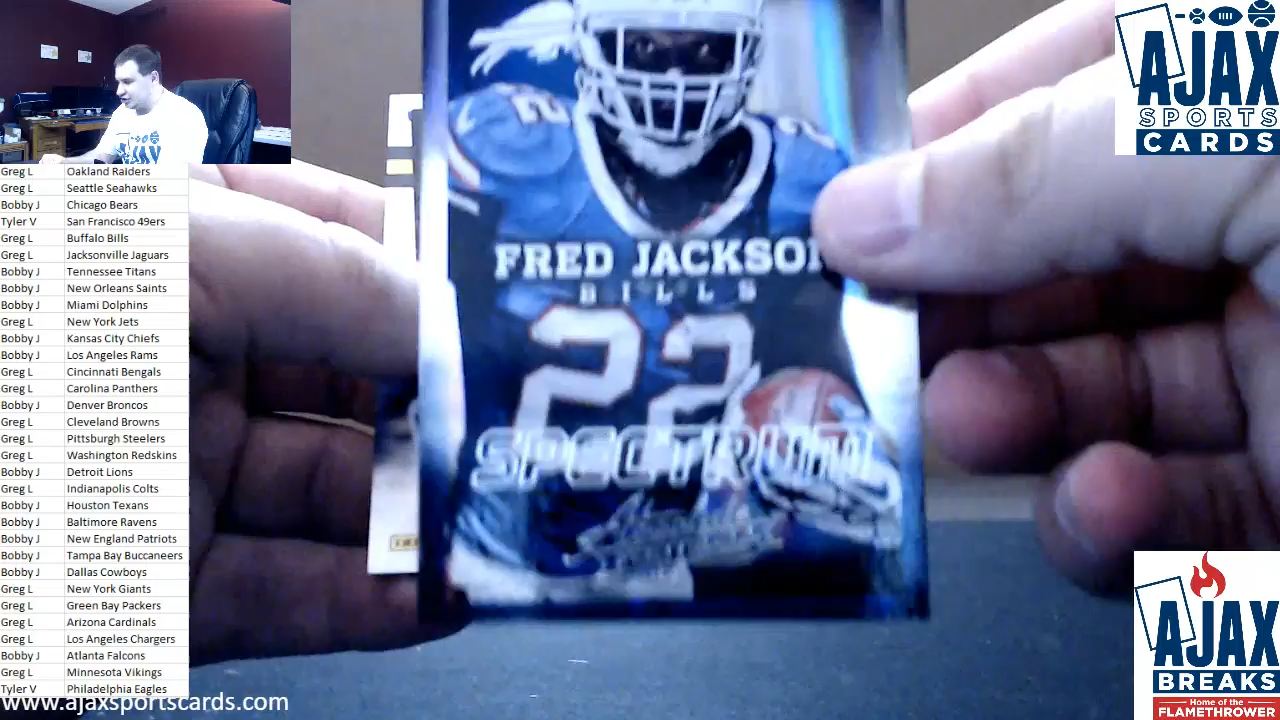 Greg L Oakland Raiders
Greg L Seattle Seahawks
Bobby J Chicago Bears
Tyler V San Francisco 49ers
Greg L Buffalo Bills
Greg L Jacksonville Jaguars
Bobby J Tennessee Titans
Bobby J New Orleans Saints
Bobby J Miami Dolphins
Greg L New York Jets
Bobby J Kansas City Chiefs
Bobby J Los Angeles Rams
Greg L Cincinnati Bengals
Greg L Carolina Panthers
Bobby J Denver Broncos
Greg L Cleveland Browns
Greg L Pittsburgh Steelers
Greg L Washington Redskins
Bobby J Detroit Lions
Greg L Indianapolis Colts
Bobby J Houston Texans
Bobby J Baltimore Ravens
Bobby J New England Patriots
Bobby J Tampa Bay Buccaneers
Bobby J Dallas Cowboys
Greg L New York Giants
Greg L Green Bay Packers
Greg L Arizona Cardinals
Greg L Los Angeles Chargers
Bobby J Atlanta Falcons
Greg L Minnesota Vikings
Tyler V Philadelphia Eagles
www.ajaxsportscards.com
FRED JACKSON
BILLS
22
SPECTRUM
AJAX
SPORTS
CARDS
AJAX
BREAKS
Home of the
FLAMETHROWER